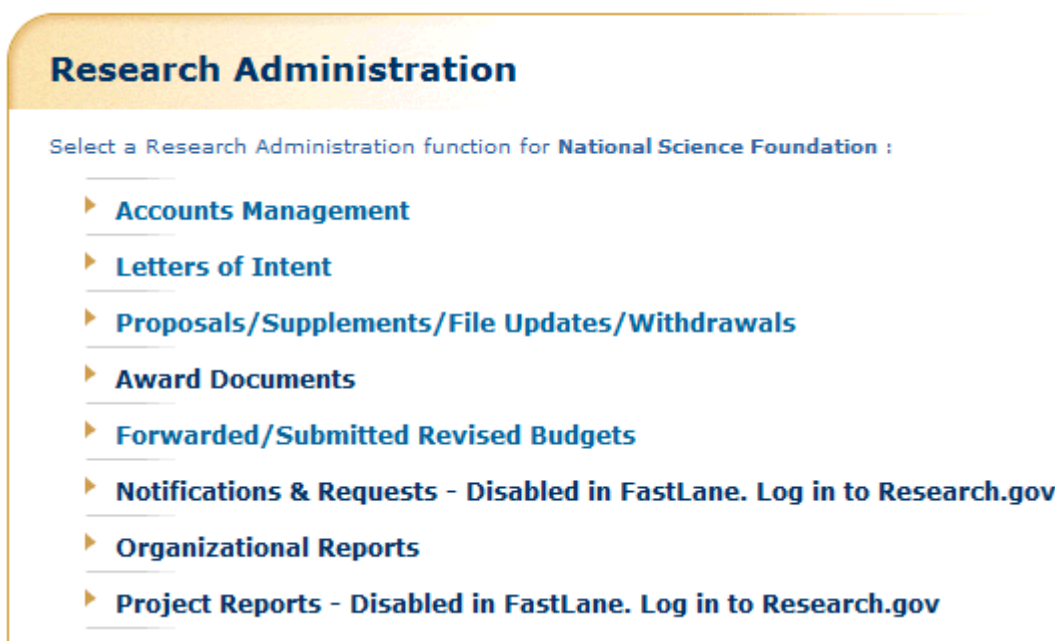 Research Administration
Select a Research Administration function for National Science Foundation :
Accounts Management
Letters of Intent
Proposals/Supplements/File Updates/Withdrawals
Award Documents
Forwarded/Submitted Revised Budgets
Notifications & Requests - Disabled in FastLane. Log in to Research.gov
Organizational Reports
Project Reports - Disabled in FastLane. Log in to Research.gov